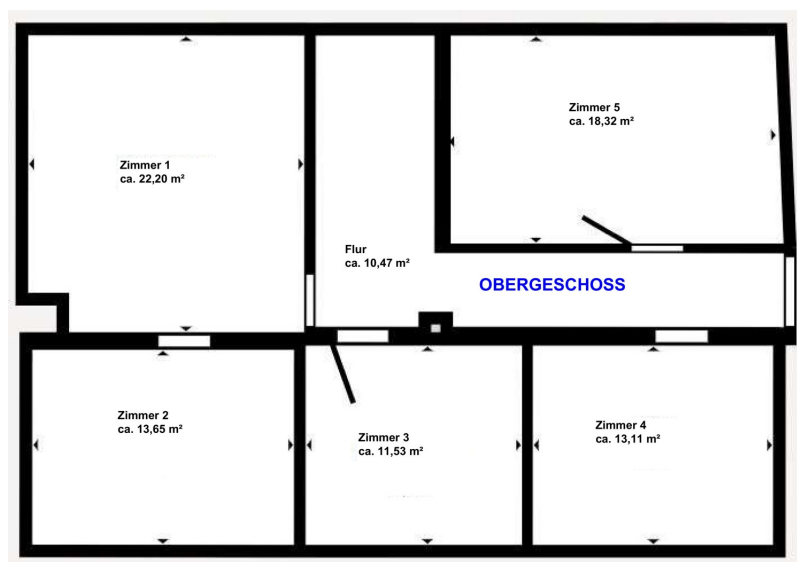 Zimmer 5
ca. 18,32 m²
Zimmer 1
ca. 22,20 m²
Flur
ca. 10,47 m²
OBERGESCHOSS
Zimmer 2
ca. 13,65 m²
Zimmer 3
ca. 11,53 m²
Zimmer 4
ca. 13,11 m²